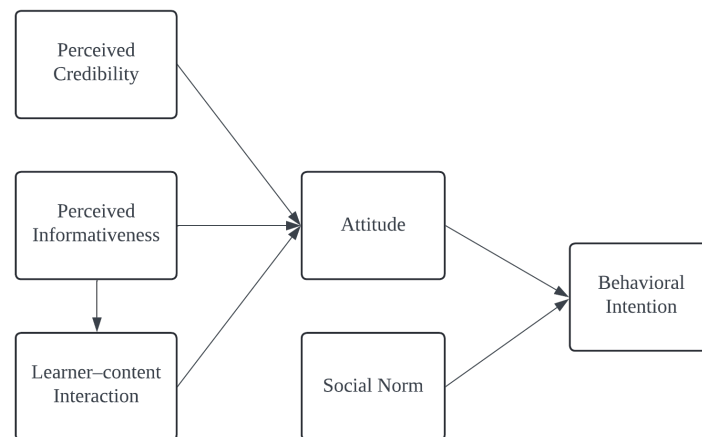 Perceived
Credibility
Perceived
Informativeness
Attitude
Behavioral
Intention
Learner–content
Interaction
Social Norm